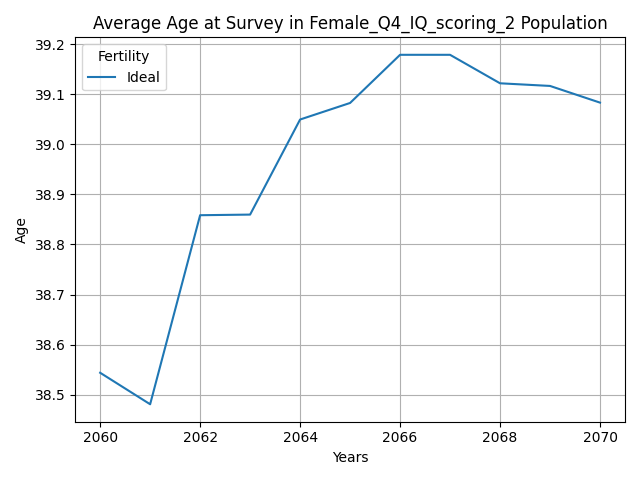 Average Age at Survey in Female_Q4_IQ_scoring_2 Population
39.2
39.1
39.0
38.9
38.8
38.7
38.6
38.5
Age
Fertility
Ideal
2060
2062
2064
2066
2068
2070
Years